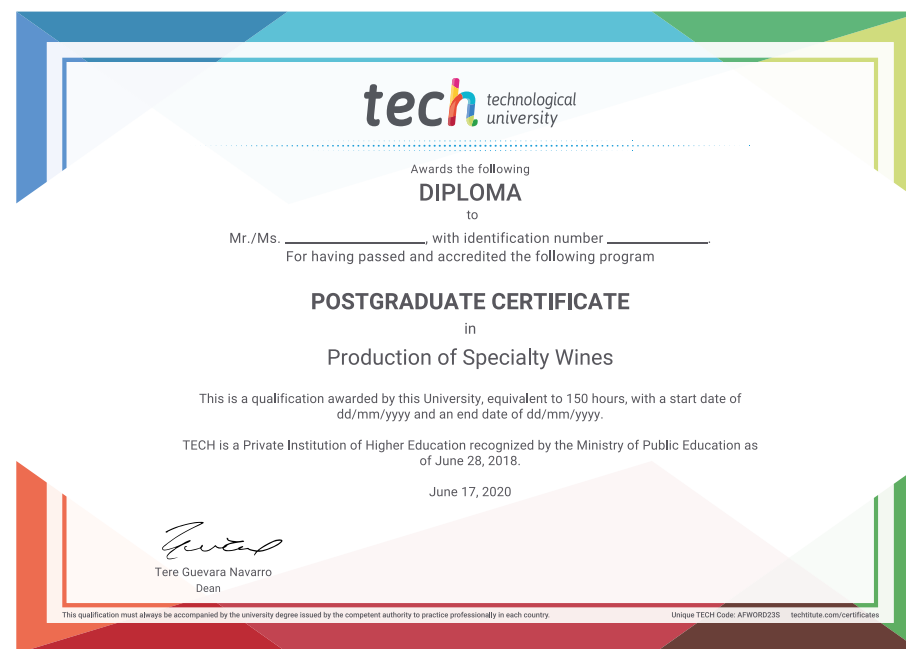 tech technological
university
Awards the following
DIPLOMA
to
Mr./Ms. ____________________, with identification number ______________.
For having passed and accredited the following program
POSTGRADUATE CERTIFICATE
in
Production of Specialty Wines
This is a qualification awarded by this University, equivalent to 150 hours, with a start date of
dd/mm/yyyy and an end date of dd/mm/yyyy.
TECH is a Private Institution of Higher Education recognized by the Ministry of Public Education as
of June 28, 2018.
June 17, 2020
Tere Guevara Navarro
Dean
This qualification must always be accompanied by the university degree issued by the competent authority to practice professionally in each country. Unique TECH Code: AFWORD23S techtitute.com/certificates